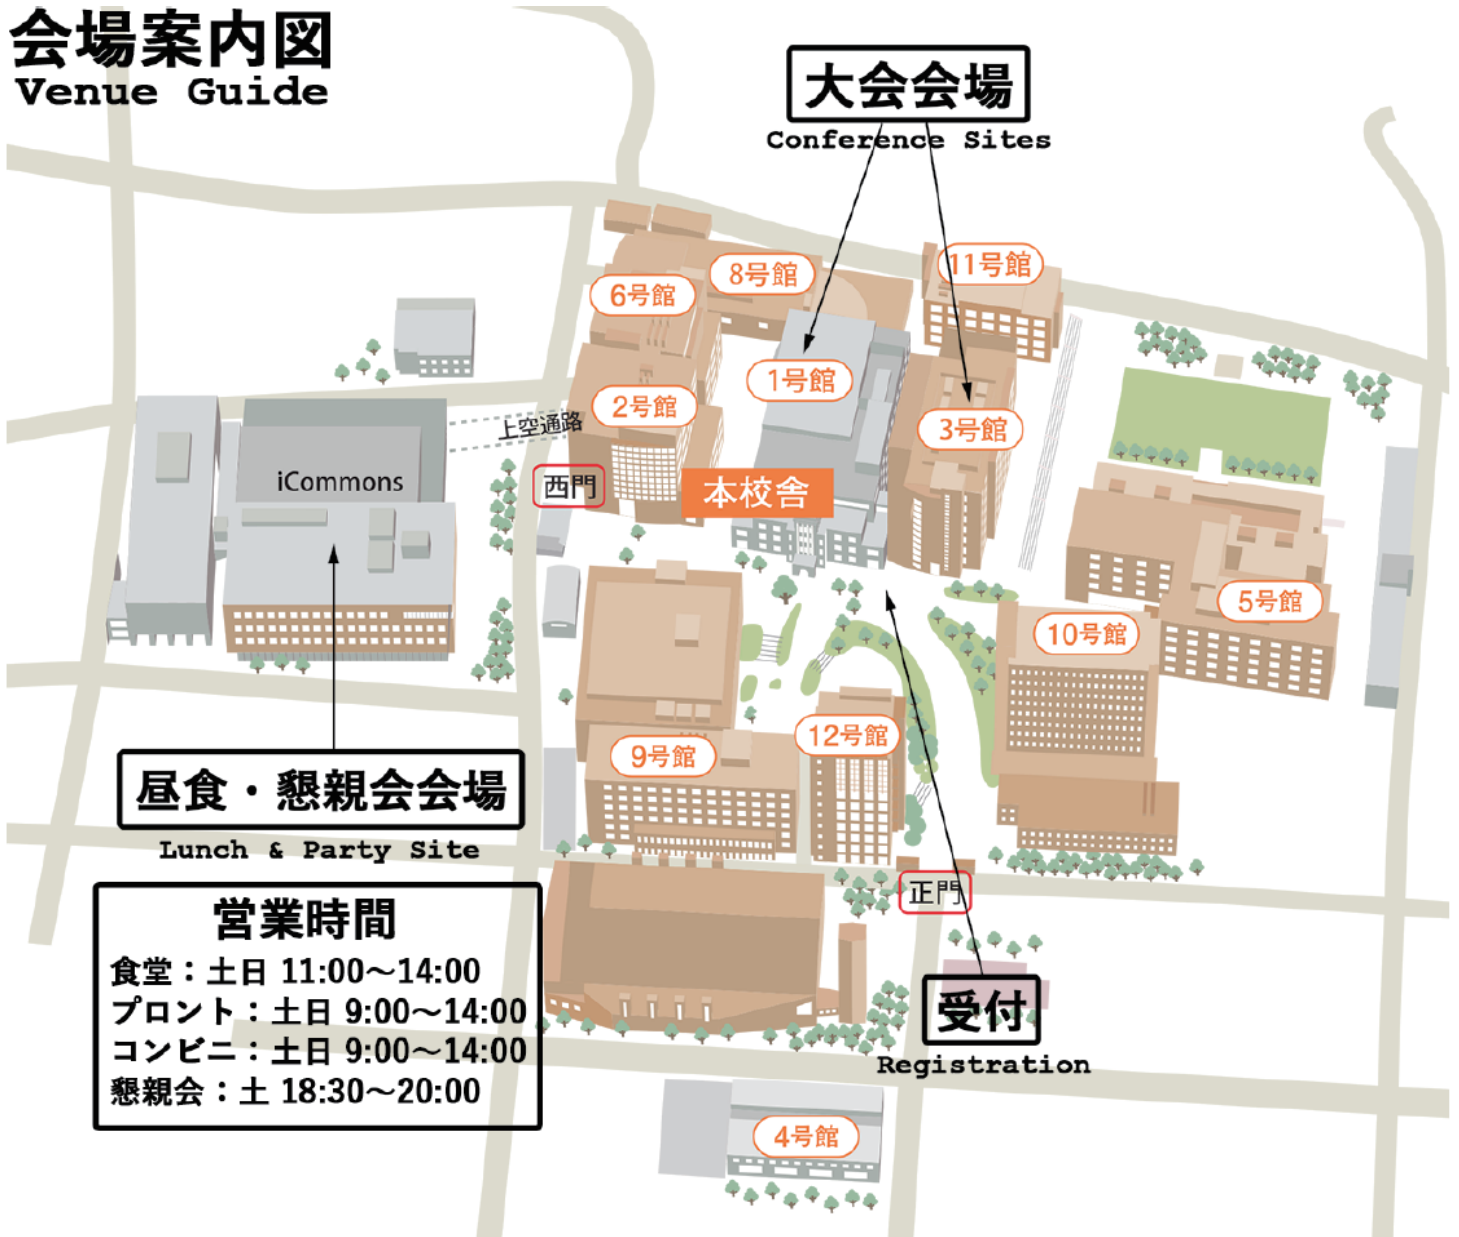 会場案内図
Venue Guide
大会会場
Conference Sites
11号館
8号館
6号館
1号館
2号館
3号館
上空通路
iCommons
西門
本校舎
5号館
10号館
12号館
9号館
昼食・懇親会会場
Lunch & Party Site
正門
営業時間
食堂：土日 11:00～14:00
プロント：土日 9:00～14:00
コンビニ：土日 9:00～14:00
懇親会：土 18:30～20:00
受付
Registration
4号館